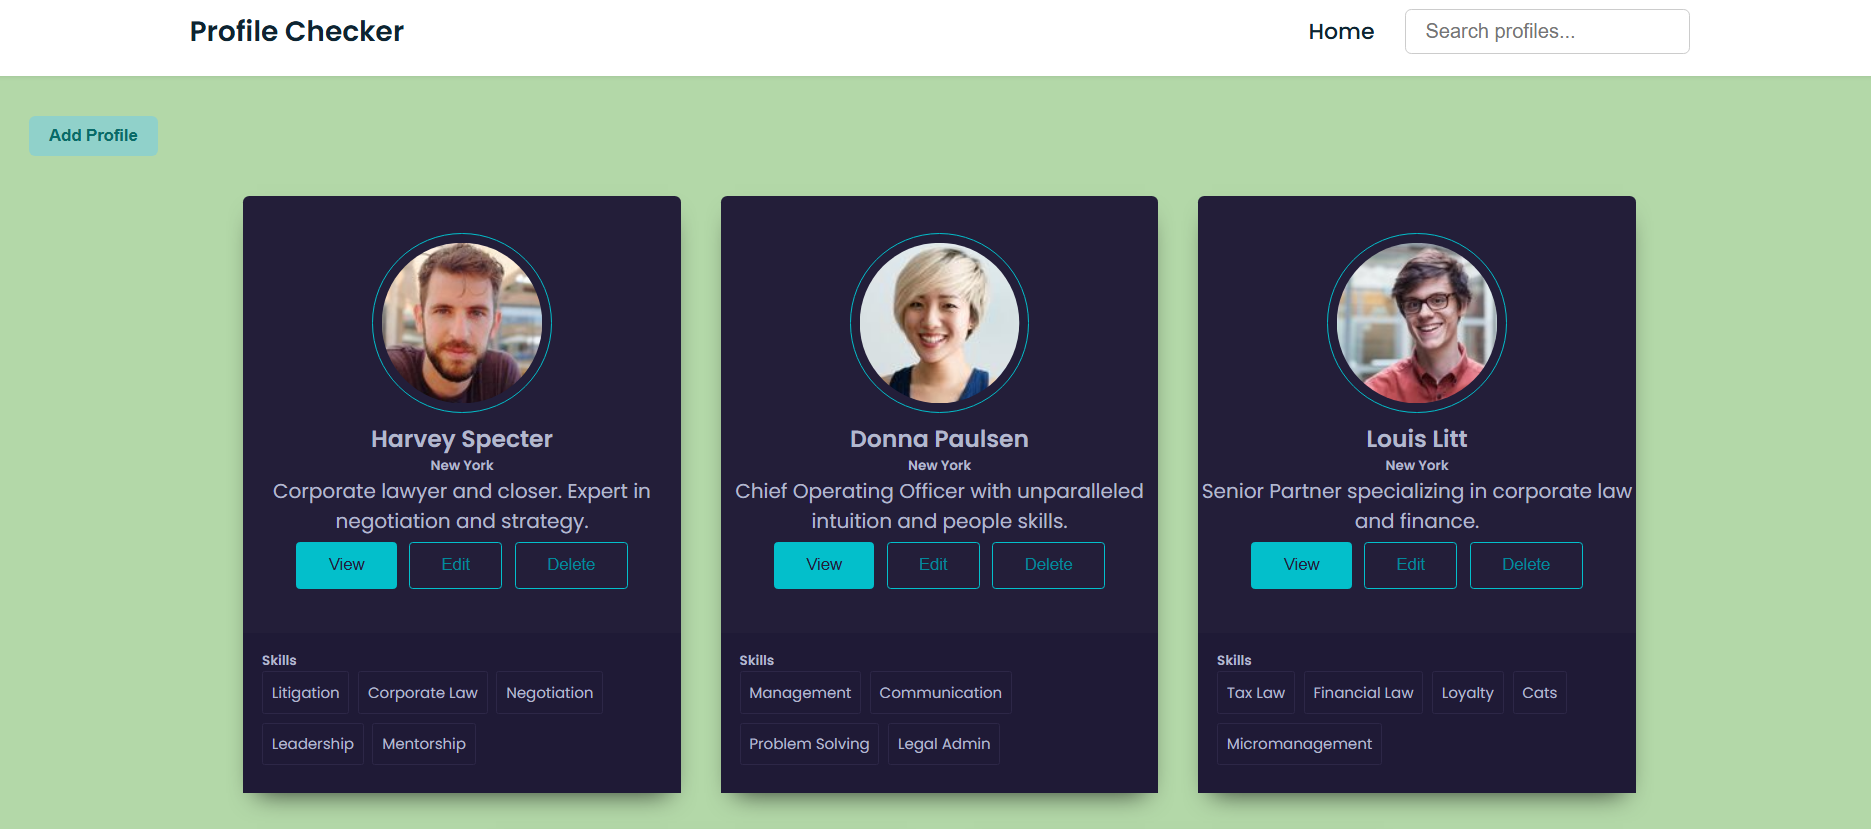 Profile Checker
Home
Search profiles...
Add Profile
Harvey Specter
New York
Corporate lawyer and closer. Expert in
negotiation and strategy.
View
Edit
Delete
Skills
Litigation
Corporate Law
Negotiation
Leadership
Mentorship
Donna Paulsen
New York
Chief Operating Officer with unparalleled
intuition and people skills.
View
Edit
Delete
Skills
Management
Communication
Problem Solving
Legal Admin
Louis Litt
New York
Senior Partner specializing in corporate law
and finance.
View
Edit
Delete
Skills
Tax Law
Financial Law
Loyalty
Cats
Micromanagement